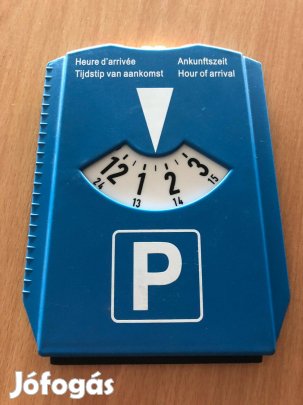 Heure d'arrivée Ankunftszeit
Tijdstip van aankomst Hour of arrival
12 1 2 3
24 13 14 15
P
Jófogás